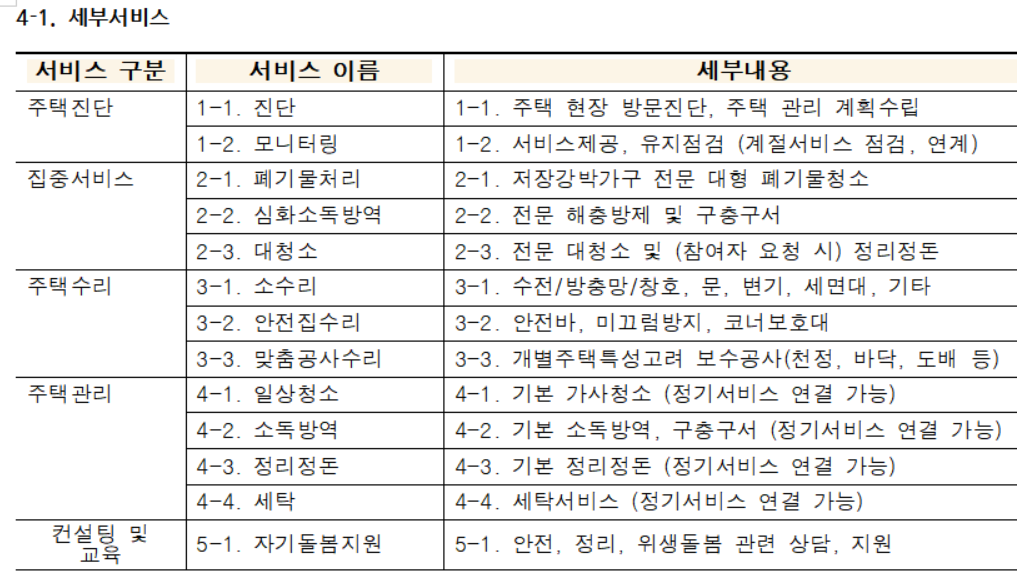 4-1. 세부서비스
서비스 구분 서비스 이름 세부내용
주택진단 1-1. 진단 1-1. 주택 현장 방문진단, 주택 관리 계획수립
1-2. 모니터링 1-2. 서비스제공, 유지점검 (계절서비스 점검, 연계)
집중서비스 2-1. 폐기물처리 2-1. 저장강박가구 전문 대형 폐기물청소
2-2. 심화소독방역 2-2. 전문 해충방제 및 구충구서
2-3. 대청소 2-3. 전문 대청소 및 (참여자 요청 시) 정리정돈
주택수리 3-1. 소수리 3-1. 수전/방충망/창호, 문, 변기, 세면대, 기타
3-2. 안전집수리 3-2. 안전바, 미끄럼방지, 코너보호대
3-3. 맞춤공사수리 3-3. 개별주택특성고려 보수공사(천정, 바닥, 도배 등)
주택관리 4-1. 일상청소 4-1. 기본 가사청소 (정기서비스 연결 가능)
4-2. 소독방역 4-2. 기본 소독방역, 구충구서 (정기서비스 연결 가능)
4-3. 정리정돈 4-3. 기본 정리정돈 (정기서비스 연결 가능)
4-4. 세탁 4-4. 세탁서비스 (정기서비스 연결 가능)
컨설팅 및
교육 5-1. 자기돌봄지원 5-1. 안전, 정리, 위생돌봄 관련 상담, 지원